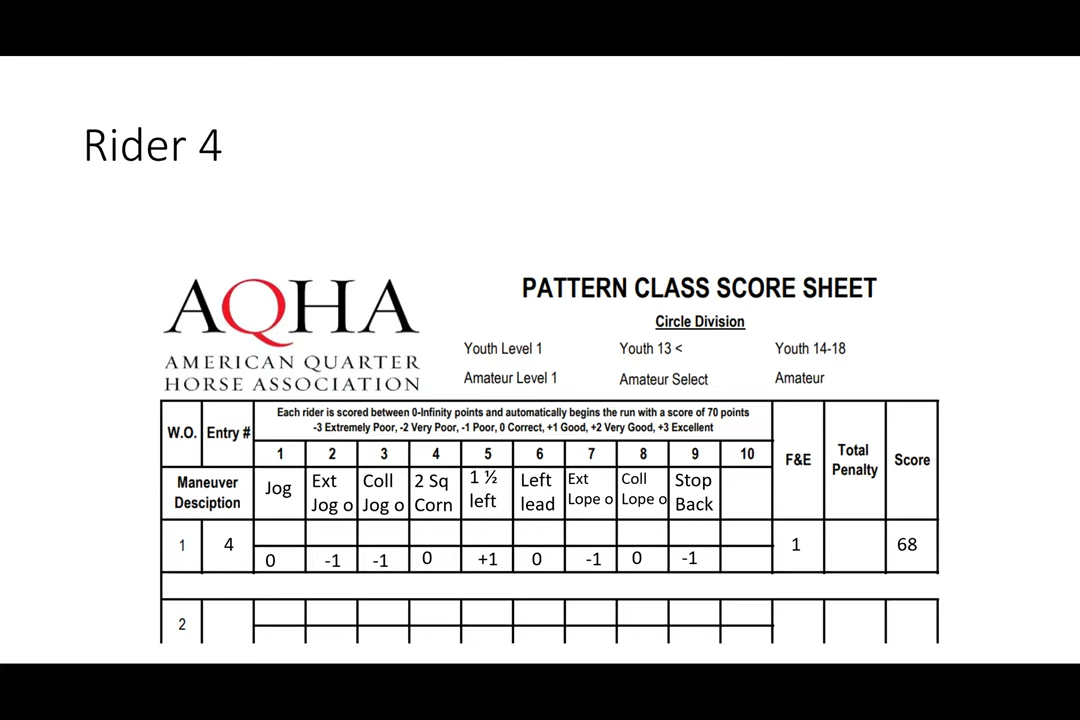 Rider 4
AQHA
AMERICAN QUARTER
HORSE ASSOCIATION
PATTERN CLASS SCORE SHEET
Circle Division
Youth Level 1 Youth 13 < Youth 14-18
Amateur Level 1 Amateur Select Amateur
W.O. Entry # Each rider is scored between 0-Infinity points and automatically begins the run with a score of 70 points
-3 Extremely Poor, -2 Very Poor, -1 Poor, 0 Correct, +1 Good, +2 Very Good, +3 Excellent
1 2 3 4 5 6 7 8 9 10 F&E Total Penalty Score
Maneuver Ext Coll 2 Sq 1 ½ Left Ext Coll Stop
Desciption Jog Jog o Jog o Corn left lead Lope o Lope o Back
1 4 1 68
0 -1 -1 0 +1 0 -1 0 -1
2